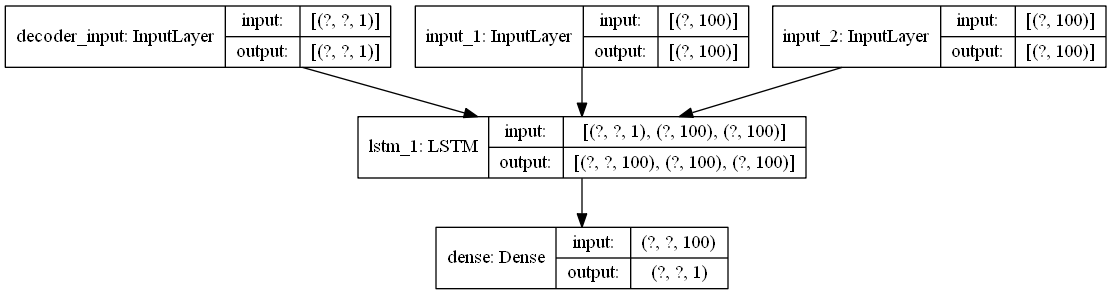 decoder_input: InputLayer
input: [(?, ?, 1)]
output: [(?, ?, 1)]
input_1: InputLayer
input: [(?, 100)]
output: [(?, 100)]
input_2: InputLayer
input: [(?, 100)]
output: [(?, 100)]
lstm_1: LSTM
input: [(?, ?, 1), (?, 100), (?, 100)]
output: [(?, ?, 100), (?, 100), (?, 100)]
dense: Dense
input: (?, ?, 100)
output: (?, ?, 1)